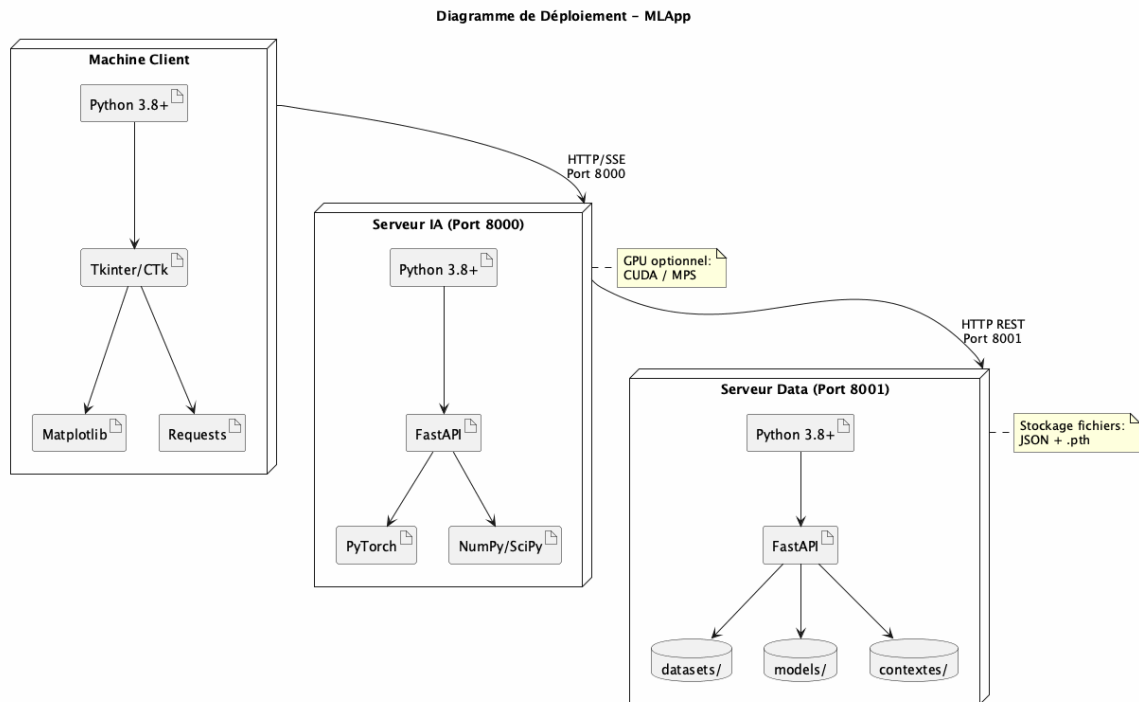 Diagramme de Déploiement – MLApp
Machine Client
Python 3.8+
Tkinter/CTk
Matplotlib
Requests
HTTP/SSE
Port 8000
Serveur IA (Port 8000)
Python 3.8+
FastAPI
PyTorch
NumPy/SciPy
GPU optionnel:
CUDA / MPS
HTTP REST
Port 8001
Serveur Data (Port 8001)
Python 3.8+
FastAPI
datasets/
models/
contextes/
Stockage fichiers:
JSON + .pth